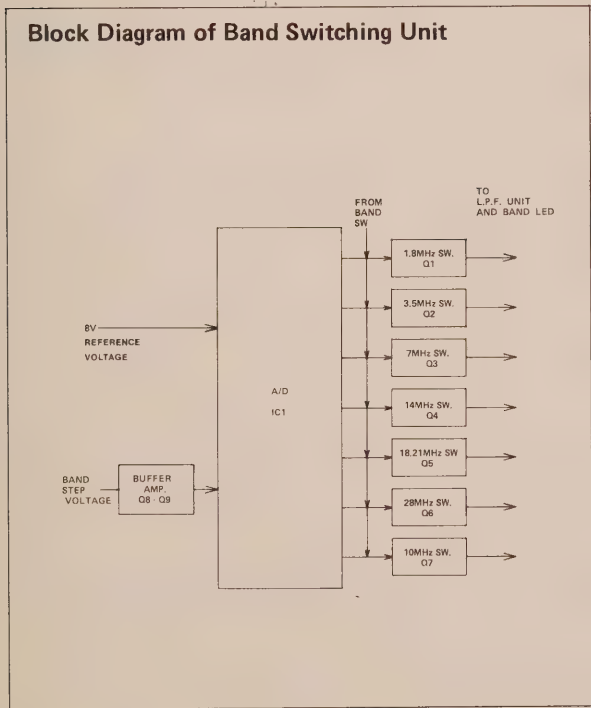 Block Diagram of Band Switching Unit
FROM
BAND
SW
TO
L.P.F. UNIT
AND BAND LED
8V
REFERENCE
VOLTAGE
BAND
STEP
VOLTAGE
BUFFER
AMP.
Q8 · Q9
A/D
IC1
1.8MHz SW.
Q1
3.5MHz SW.
Q2
7MHz SW.
Q3
14MHz SW.
Q4
18.21MHz SW
Q5
28MHz SW.
Q6
10MHz SW.
Q7